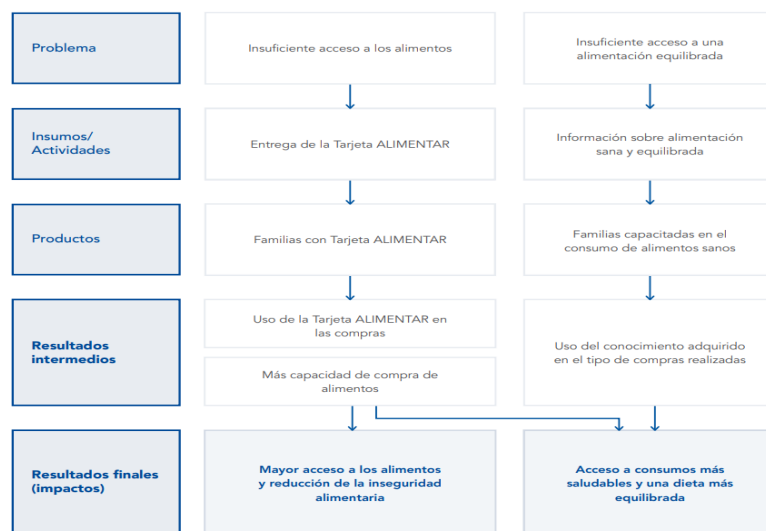 Problema
Insuficiente acceso a los alimentos
Insuficiente acceso a una
alimentación equilibrada
Insumos/
Actividades
Entrega de la Tarjeta ALIMENTAR
Información sobre alimentación
sana y equilibrada
Productos
Familias con Tarjeta ALIMENTAR
Familias capacitadas en el
consumo de alimentos sanos
Resultados
intermedios
Uso de la Tarjeta ALIMENTAR en
las compras
Más capacidad de compra de
alimentos
Uso del conocimiento adquirido
en el tipo de compras realizadas
Resultados finales
(impactos)
Mayor acceso a los alimentos
y reducción de la inseguridad
alimentaria
Acceso a consumos más
saludables y una dieta más
equilibrada